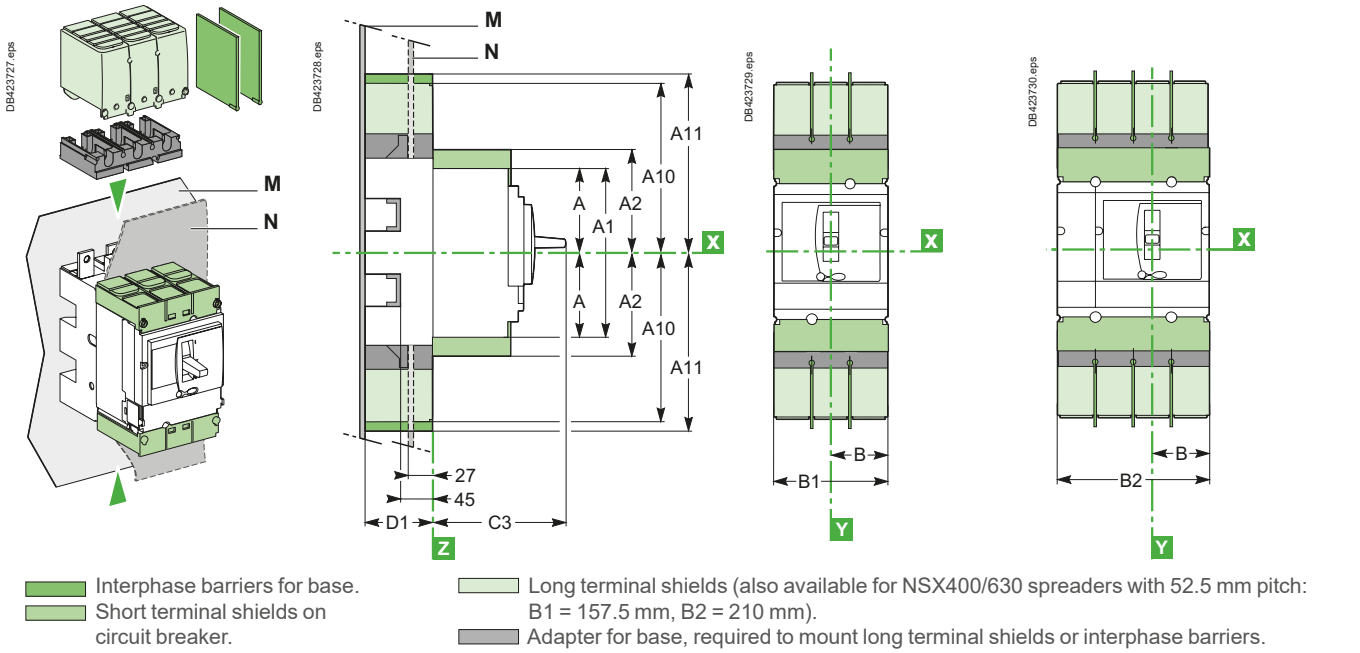 DB423727.eps
M
N
DB423728.eps
M
N
A11
A10
A
A1
A2
X
A
A2
A10
A11
27
45
D1
C3
Z
DB423729.eps
X
B
B1
Y
DB423730.eps
X
B
B2
Y
Interphase barriers for base.
Short terminal shields on
circuit breaker.
Long terminal shields (also available for NSX400/630 spreaders with 52.5 mm pitch:
B1 = 157.5 mm, B2 = 210 mm).
Adapter for base, required to mount long terminal shields or interphase barriers.